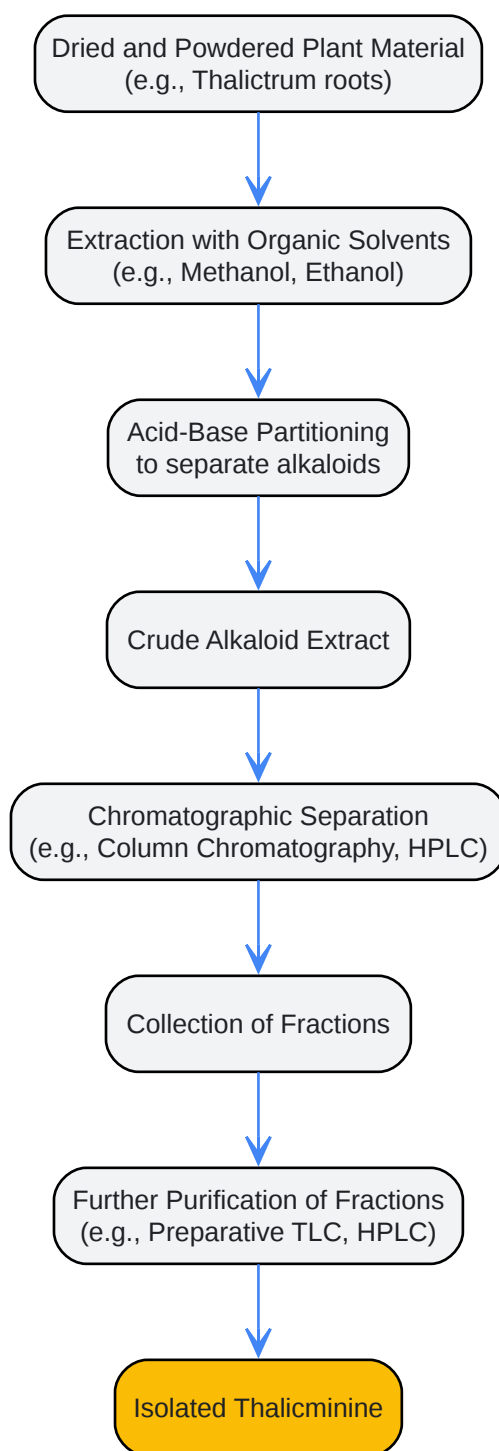 Dried and Powdered Plant Material
(e.g., Thalictrum roots)
Extraction with Organic Solvents
(e.g., Methanol, Ethanol)
Acid-Base Partitioning
to separate alkaloids
Crude Alkaloid Extract
Chromatographic Separation
(e.g., Column Chromatography, HPLC)
Collection of Fractions
Further Purification of Fractions
(e.g., Preparative TLC, HPLC)
Isolated Thalicminine